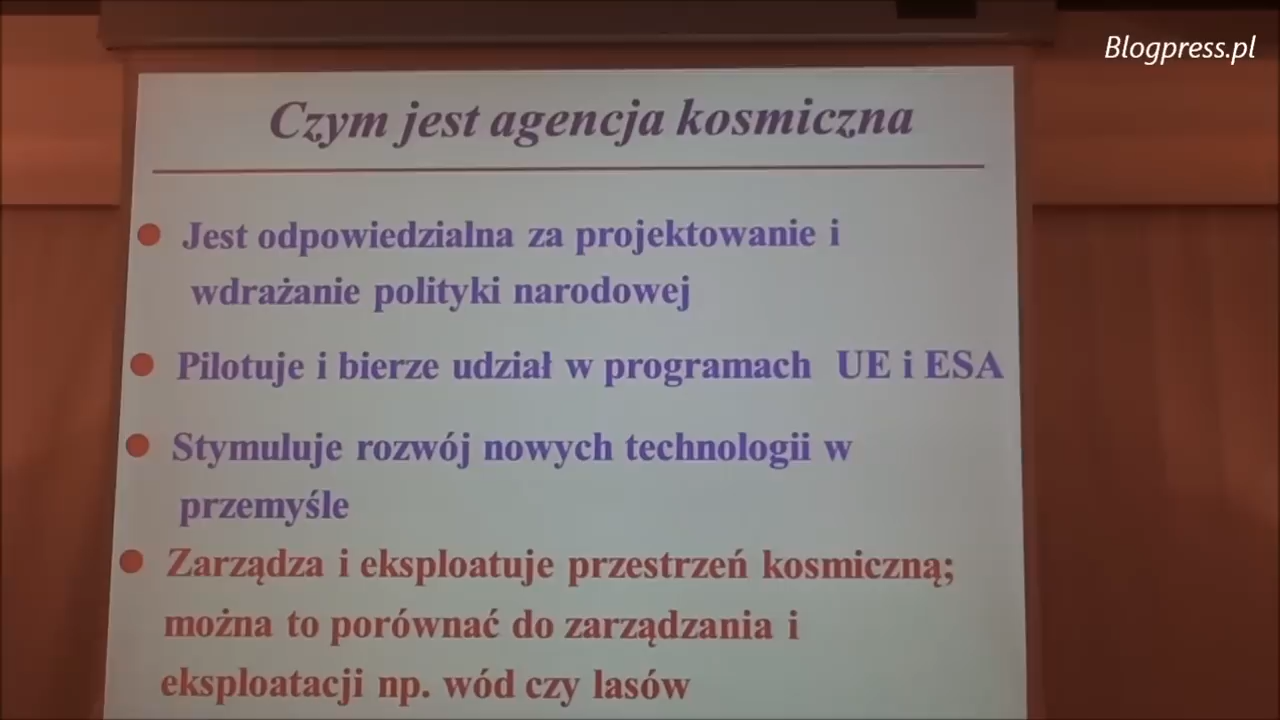 Blogpress.pl
Czym jest agencja kosmiczna
Jest odpowiedzialna za projektowanie i
wdrażanie polityki narodowej
Pilotuje i bierze udział w programach UE i ESA
Stymuluje rozwój nowych technologii w
przemyśle
Zarządza i eksploatuje przestrzeń kosmiczną;
można to porównać do zarządzania i
eksploatacji np. wód czy lasów